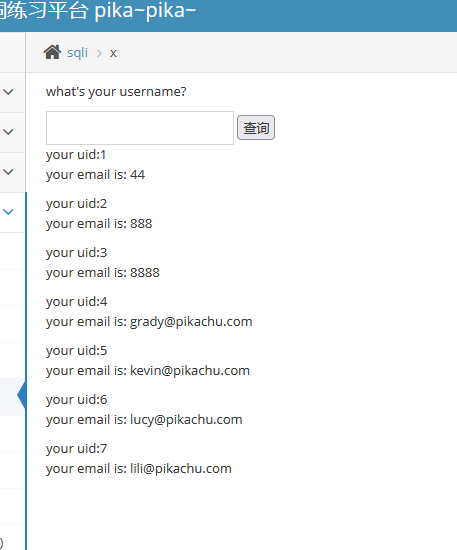 练习平台 pika~pika~
sqli > x
what's your username?
查询
your uid:1
your email is: 44
your uid:2
your email is: 888
your uid:3
your email is: 8888
your uid:4
your email is: grady@pikachu.com
your uid:5
your email is: kevin@pikachu.com
your uid:6
your email is: lucy@pikachu.com
your uid:7
your email is: lili@pikachu.com
)